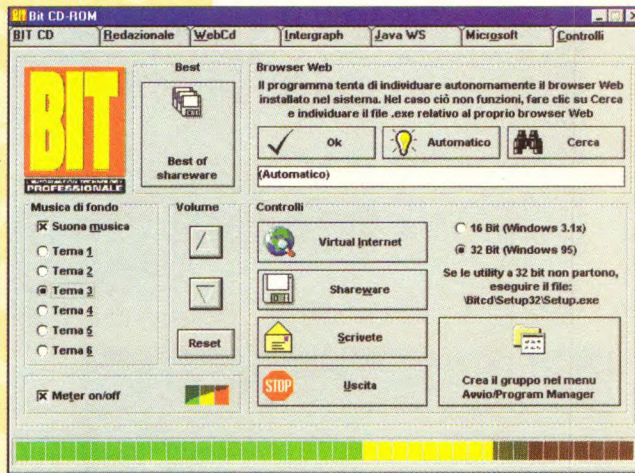 Bit CD-ROM
BIT CD Redazionale WebCd Intergraph Java WS Microsoft Controlli
BIT
PROFESSIONALE
Best
Best of
shareware
Browser Web
Il programma tenta di individuare autonomamente il browser Web
installato nel sistema. Nel caso ciò non funzioni, fare clic su Cerca
e individuare il file .exe relativo al proprio browser Web
Ok Automatico Cerca
(Automatico)
Musica di fondo
Suona musica
Tema 1
Tema 2
Tema 3
Tema 4
Tema 5
Tema 6
Meter on/off
Volume
Reset
Controlli
Virtual Internet
Shareware
Scrivete
STOP Uscita
16 Bit (Windows 3.1x)
32 Bit (Windows 95)
Se le utility a 32 bit non partono,
eseguire il file:
\Bitcd\Setup32\Setup.exe
Crea il gruppo nel menu
Avvio/Program Manager